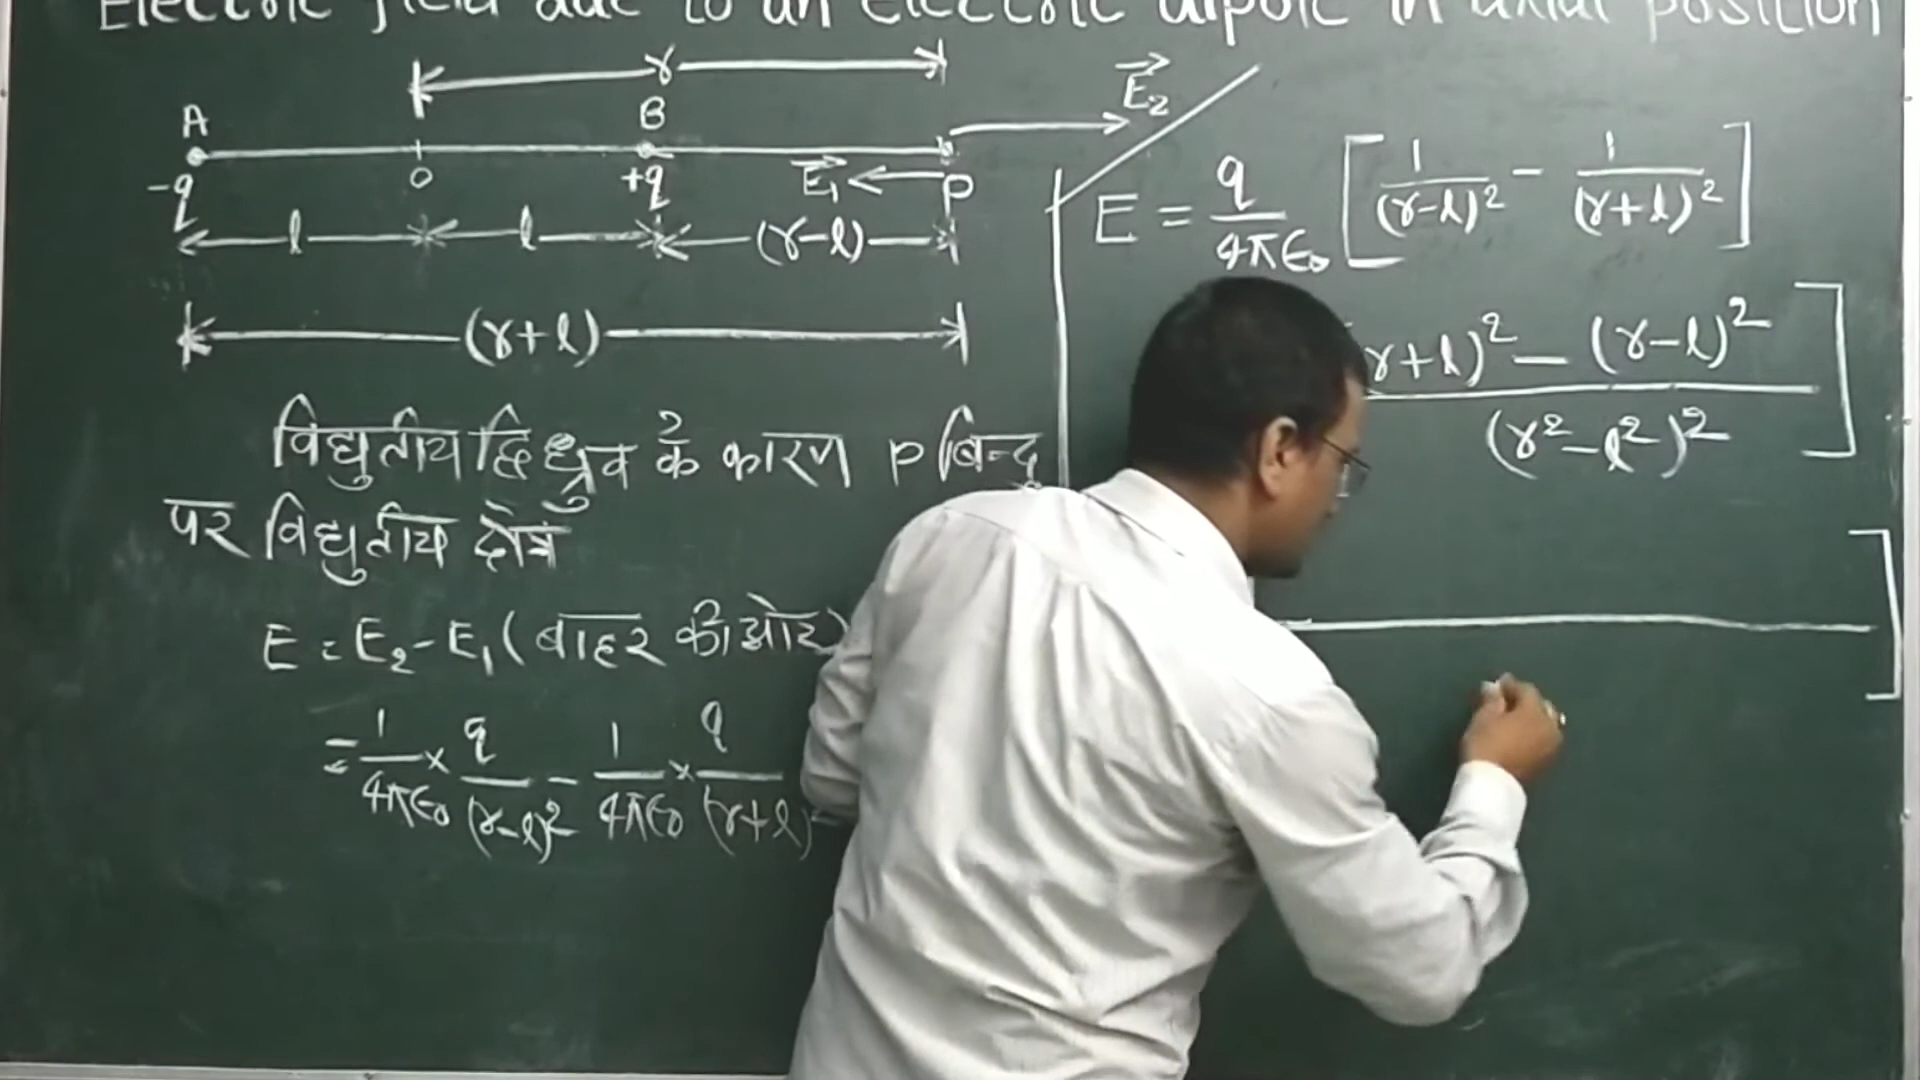 Electric field due to an electric dipole in axial position
r
A B
-q O +q E₁ P E₂
l l (r-l)
(r+l)
विद्युतीय द्विध्रुव के कारण P बिन्दु
पर विद्युतीय क्षेत्र
E = E₂-E₁ (बाहर की ओर)
= 1/4πε₀ × q/(r-l)² - 1/4πε₀ × q/(r+l)²
E = q/4πε₀ [1/(r-l)² - 1/(r+l)²]
r+l)² - (r-l)² / (r²-l²)² ]
]